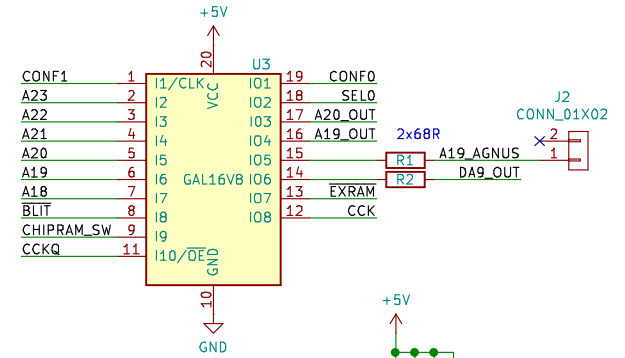 +5V
U3
20
VCC
CONF1 1 I1/CLK IO1 19 CONF0
A23 2 I2 IO2 18 SEL0
A22 3 I3 IO3 17 A20_OUT
A21 4 I4 IO4 16 A19_OUT
A20 5 I5 IO5 15 R1 A19_AGNUS
A19 6 I6 GAL16V8 IO6 14 R2 DA9_OUT
A18 7 I7 IO7 13 EXRAM
BLIT 8 I8 IO8 12 CCK
CHIPRAM_SW 9 I9
CCKQ 11 I10/OE
GND
10
GND
2x68R
J2
CONN_01X02
2
1
+5V